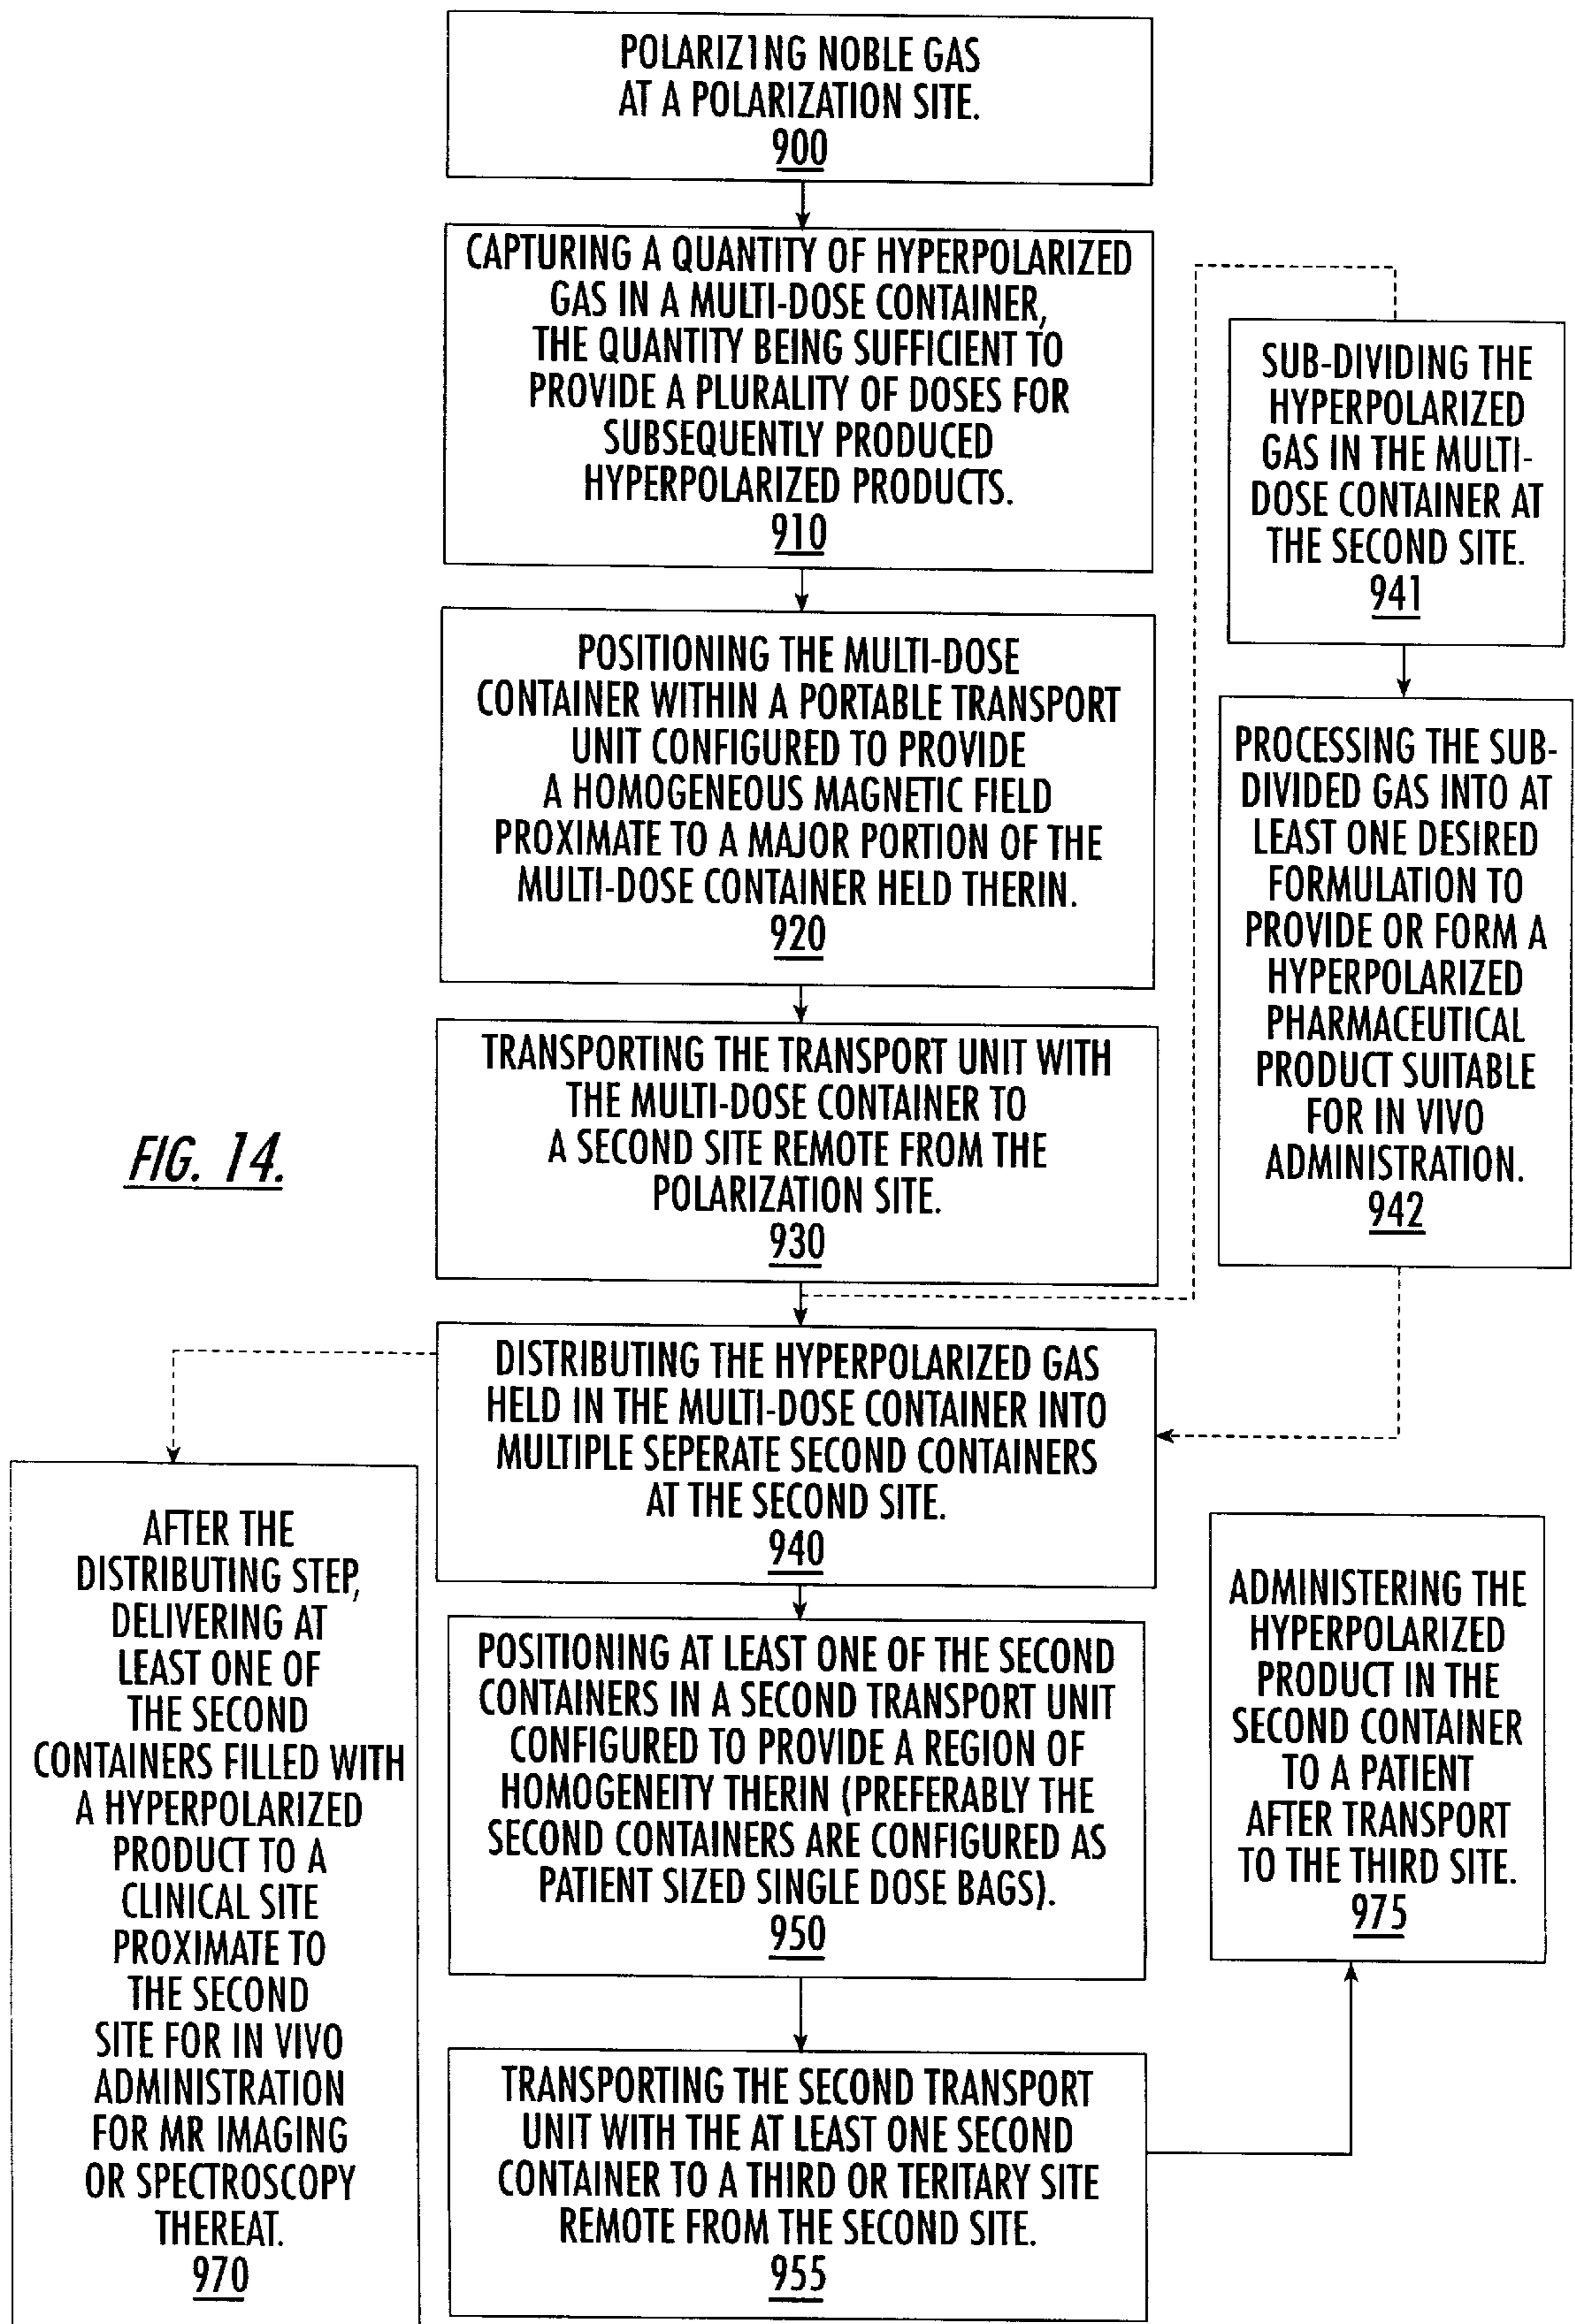 POLARIZING NOBLE GAS
AT A POLARIZATION SITE.
900
CAPTURING A QUANTITY OF HYPERPOLARIZED
GAS IN A MULTI-DOSE CONTAINER,
THE QUANTITY BEING SUFFICIENT TO
PROVIDE A PLURALITY OF DOSES FOR
SUBSEQUENTLY PRODUCED
HYPERPOLARIZED PRODUCTS.
910
POSITIONING THE MULTI-DOSE
CONTAINER WITHIN A PORTABLE TRANSPORT
UNIT CONFIGURED TO PROVIDE
A HOMOGENEOUS MAGNETIC FIELD
PROXIMATE TO A MAJOR PORTION OF THE
MULTI-DOSE CONTAINER HELD THERIN.
920
TRANSPORTING THE TRANSPORT UNIT WITH
THE MULTI-DOSE CONTAINER TO
A SECOND SITE REMOTE FROM THE
POLARIZATION SITE.
930
SUB-DIVIDING THE
HYPERPOLARIZED
GAS IN THE MULTI-
DOSE CONTAINER AT
THE SECOND SITE.
941
PROCESSING THE SUB-
DIVIDED GAS INTO AT
LEAST ONE DESIRED
FORMULATION TO
PROVIDE OR FORM A
HYPERPOLARIZED
PHARMACEUTICAL
PRODUCT SUITABLE
FOR IN VIVO
ADMINISTRATION.
942
FIG. 14.
DISTRIBUTING THE HYPERPOLARIZED GAS
HELD IN THE MULTI-DOSE CONTAINER INTO
MULTIPLE SEPERATE SECOND CONTAINERS
AT THE SECOND SITE.
940
AFTER THE
DISTRIBUTING STEP,
DELIVERING AT
LEAST ONE OF
THE SECOND
CONTAINERS FILLED WITH
A HYPERPOLARIZED
PRODUCT TO A
CLINICAL SITE
PROXIMATE TO
THE SECOND
SITE FOR IN VIVO
ADMINISTRATION
FOR MR IMAGING
OR SPECTROSCOPY
THEREAT.
970
POSITIONING AT LEAST ONE OF THE SECOND
CONTAINERS IN A SECOND TRANSPORT UNIT
CONFIGURED TO PROVIDE A REGION OF
HOMOGENEITY THERIN (PREFERABLY THE
SECOND CONTAINERS ARE CONFIGURED AS
PATIENT SIZED SINGLE DOSE BAGS).
950
TRANSPORTING THE SECOND TRANSPORT
UNIT WITH THE AT LEAST ONE SECOND
CONTAINER TO A THIRD OR TERITARY SITE
REMOTE FROM THE SECOND SITE.
955
ADMINISTERING THE
HYPERPOLARIZED
PRODUCT IN THE
SECOND CONTAINER
TO A PATIENT
AFTER TRANSPORT
TO THE THIRD SITE.
975